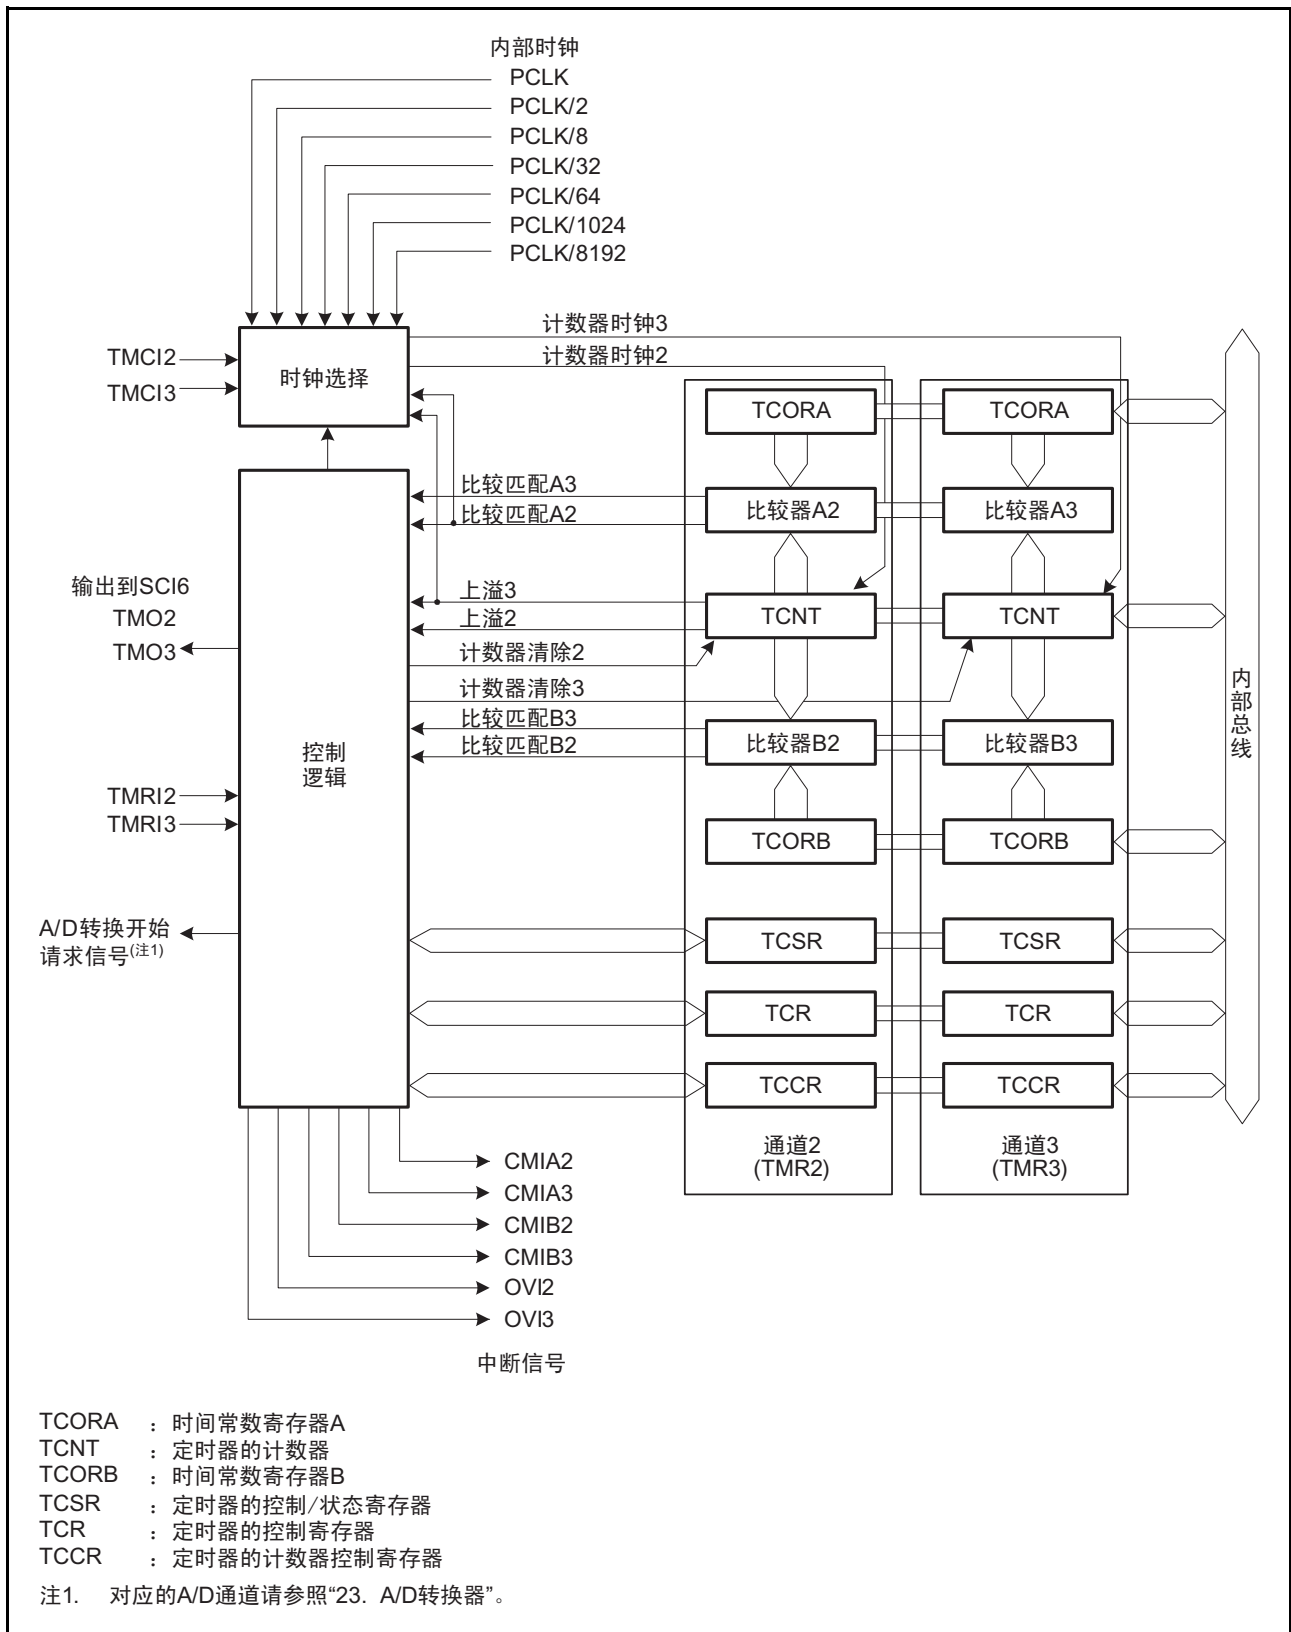 内部时钟
PCLK
PCLK/2
PCLK/8
PCLK/32
PCLK/64
PCLK/1024
PCLK/8192
计数器时钟3
计数器时钟2
TMCI2
TMCI3
时钟选择
TCORA
TCORA
比较匹配A3
比较匹配A2
比较器A2
比较器A3
输出到SCI6
TMO2
TMO3
上溢3
上溢2
TCNT
TCNT
计数器清除2
计数器清除3
比较匹配B3
比较匹配B2
比较器B2
比较器B3
内部总线
控制
逻辑
TMRI2
TMRI3
TCORB
TCORB
A/D转换开始
请求信号(注1)
TCSR
TCSR
TCR
TCR
TCCR
TCCR
通道2
(TMR2)
通道3
(TMR3)
CMIA2
CMIA3
CMIB2
CMIB3
OVI2
OVI3
中断信号
TCORA ：时间常数寄存器A
TCNT ：定时器的计数器
TCORB ：时间常数寄存器B
TCSR ：定时器的控制/状态寄存器
TCR ：定时器的控制寄存器
TCCR ：定时器的计数器控制寄存器
注1. 对应的A/D通道请参照“23. A/D转换器”。